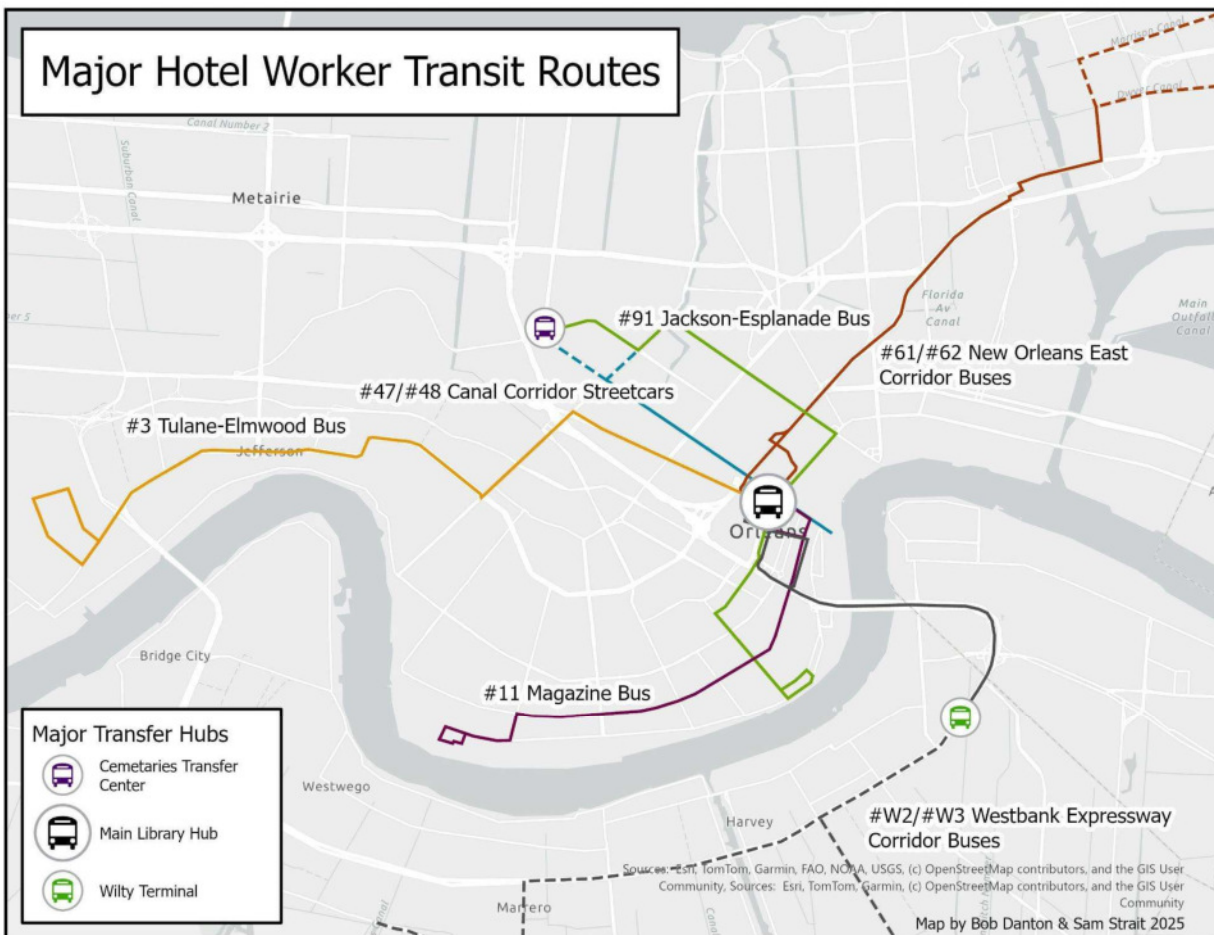 Major Hotel Worker Transit Routes
Morrison Canal
Dwyer Canal
Canal Number 2
Suburban Canal
Metairie
Florida
Av
Canal
Main
Outfall
Canal
#91 Jackson-Esplanade Bus
#61/#62 New Orleans East
Corridor Buses
#47/#48 Canal Corridor Streetcars
#3 Tulane-Elmwood Bus
Jefferson
Orleans
Bridge City
#11 Magazine Bus
Major Transfer Hubs
Cemetaries Transfer
Center
Main Library Hub
Wilty Terminal
Westwego
Harvey
Marrero
#W2/#W3 Westbank Expressway
Corridor Buses
Sources: Esri, TomTom, Garmin, FAO, NOAA, USGS, (c) OpenStreetMap contributors, and the GIS User
Community, Sources: Esri, TomTom, Garmin, (c) OpenStreetMap contributors, and the GIS User
Community
Map by Bob Danton & Sam Strait 2025